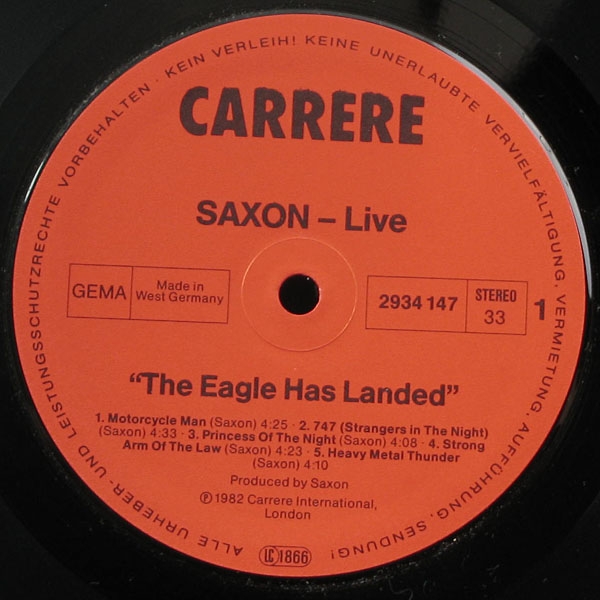 ALLE URHEBER- UND LEISTUNGSSCHUTZRECHTE VORBEHALTEN · KEIN VERLEIH! KEINE UNERLAUBTE VERVIELFÄLTIGUNG, VERMIETUNG, AUFFÜHRUNG, SENDUNG!
CARRERE
SAXON – Live
GEMA
Made in
West Germany
2934 147
STEREO
33
1
“The Eagle Has Landed”
1. Motorcycle Man (Saxon) 4:25 · 2. 747 (Strangers in The Night)
(Saxon) 4:33 · 3. Princess Of The Night (Saxon) 4:08 · 4. Strong
Arm Of The Law (Saxon) 4:23 · 5. Heavy Metal Thunder
(Saxon) 4:10
Produced by Saxon
℗ 1982 Carrere International,
London
LC 1866